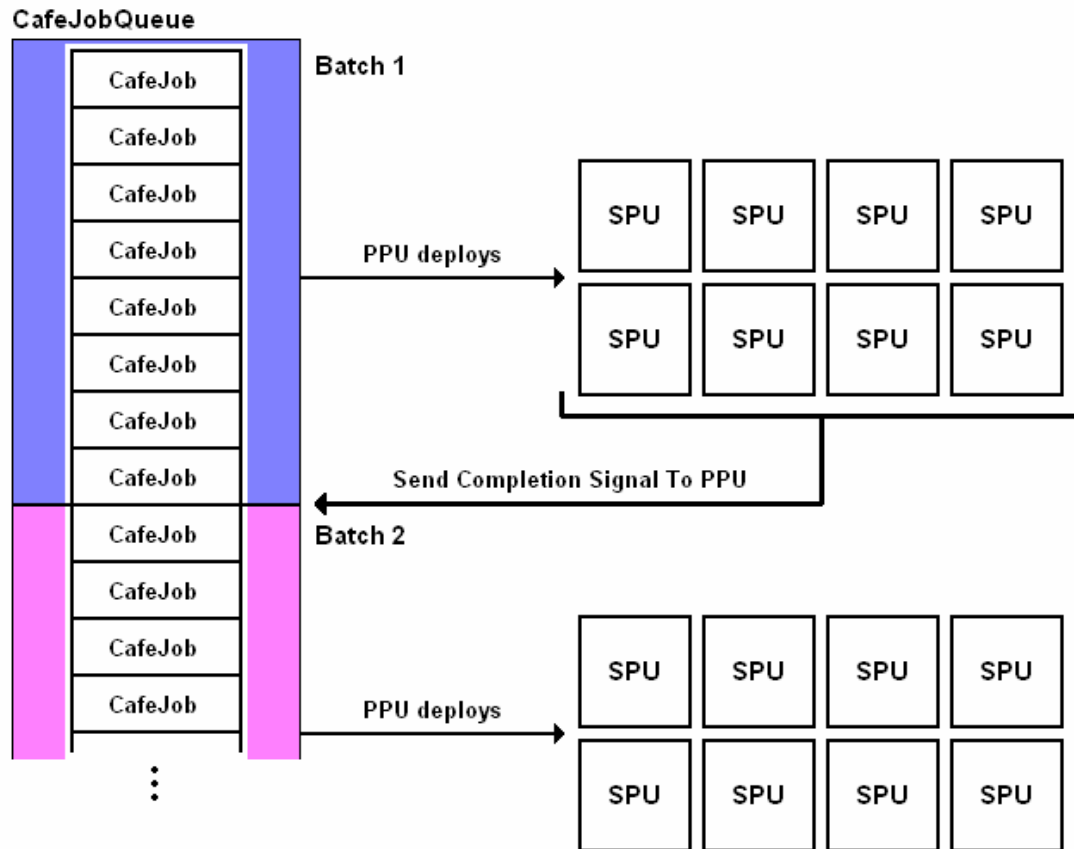 CafeJobQueue
Batch 1
CafeJob
CafeJob
CafeJob
CafeJob
CafeJob
CafeJob
CafeJob
CafeJob
PPU deploys
SPU SPU SPU SPU
SPU SPU SPU SPU
Send Completion Signal To PPU
Batch 2
CafeJob
CafeJob
CafeJob
CafeJob
PPU deploys
SPU SPU SPU SPU
SPU SPU SPU SPU